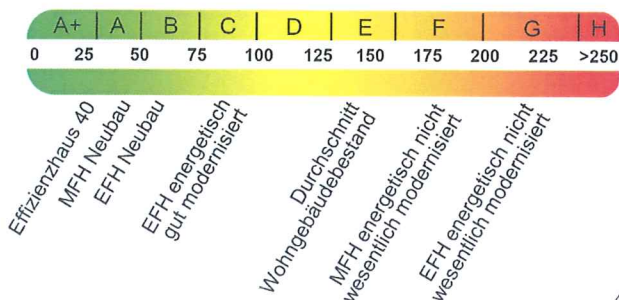 A+ A B C D E F G H
0 25 50 75 100 125 150 175 200 225 >250
Effizienzhaus 40
MFH Neubau
EFH Neubau
EFH energetisch
gut modernisiert
Durchschnitt
Wohngebäudebestand
MFH energetisch nicht
wesentlich modernisiert
EFH energetisch nicht
wesentlich modernisiert